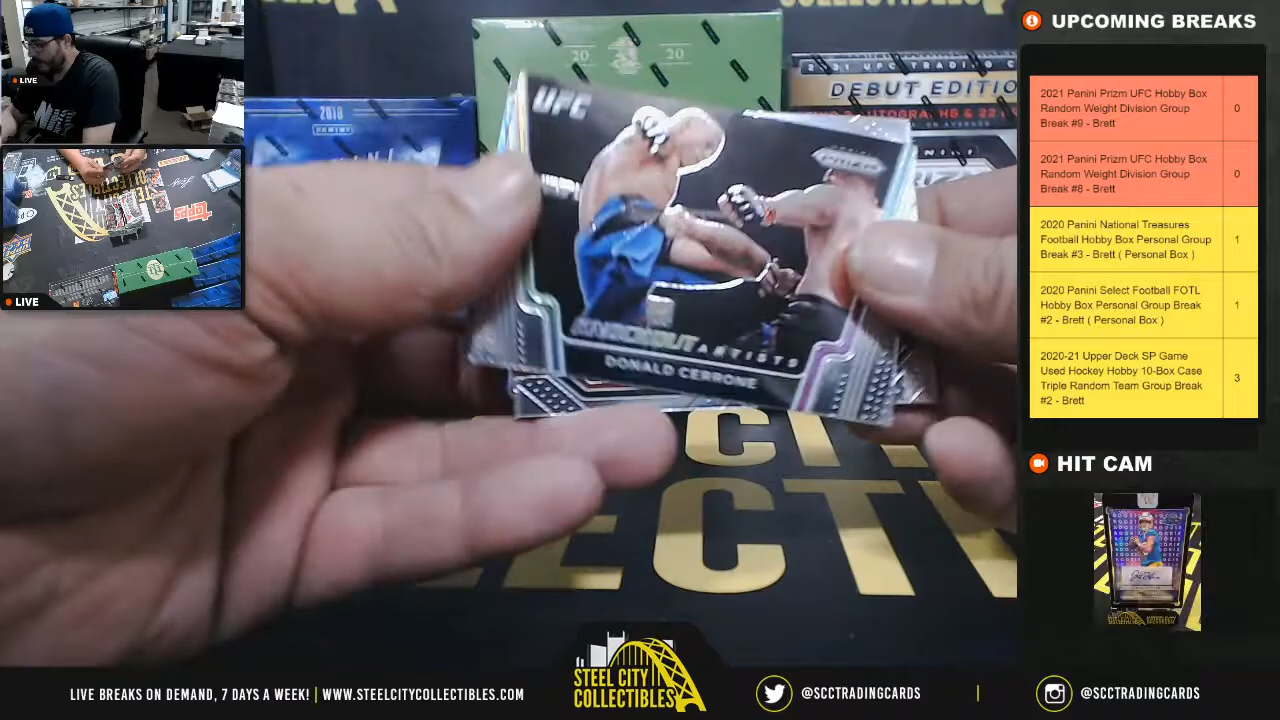 LIVE
LIVE
2018
PANINI
20 20
DEBUT EDITIO
UFC
PRIZM
KNOCKOUT ARTISTS
DONALD CERRONE
topps
ECT
UPCOMING BREAKS
2021 Panini Prizm UFC Hobby Box
Random Weight Division Group
Break #9 - Brett
0
2021 Panini Prizm UFC Hobby Box
Random Weight Division Group
Break #8 - Brett
0
2020 Panini National Treasures
Football Hobby Box Personal Group
Break #3 - Brett ( Personal Box )
1
2020 Panini Select Football FOTL
Hobby Box Personal Group Break
#2 - Brett ( Personal Box )
1
2020-21 Upper Deck SP Game
Used Hockey Hobby 10-Box Case
Triple Random Team Group Break
#2 - Brett
3
HIT CAM
LIVE BREAKS ON DEMAND, 7 DAYS A WEEK! | WWW.STEELCITYCOLLECTIBLES.COM
STEEL CITY
COLLECTIBLES
@SCCTRADINGCARDS | @SCCTRADINGCARDS